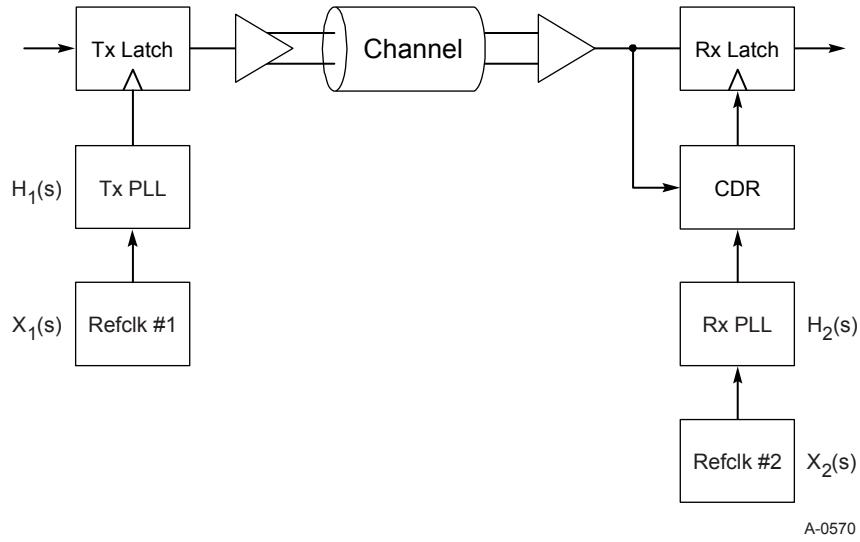 Tx Latch
Channel
Rx Latch
H1(s)
Tx PLL
CDR
X1(s)
Refclk #1
Rx PLL
H2(s)
Refclk #2
X2(s)
A-0570